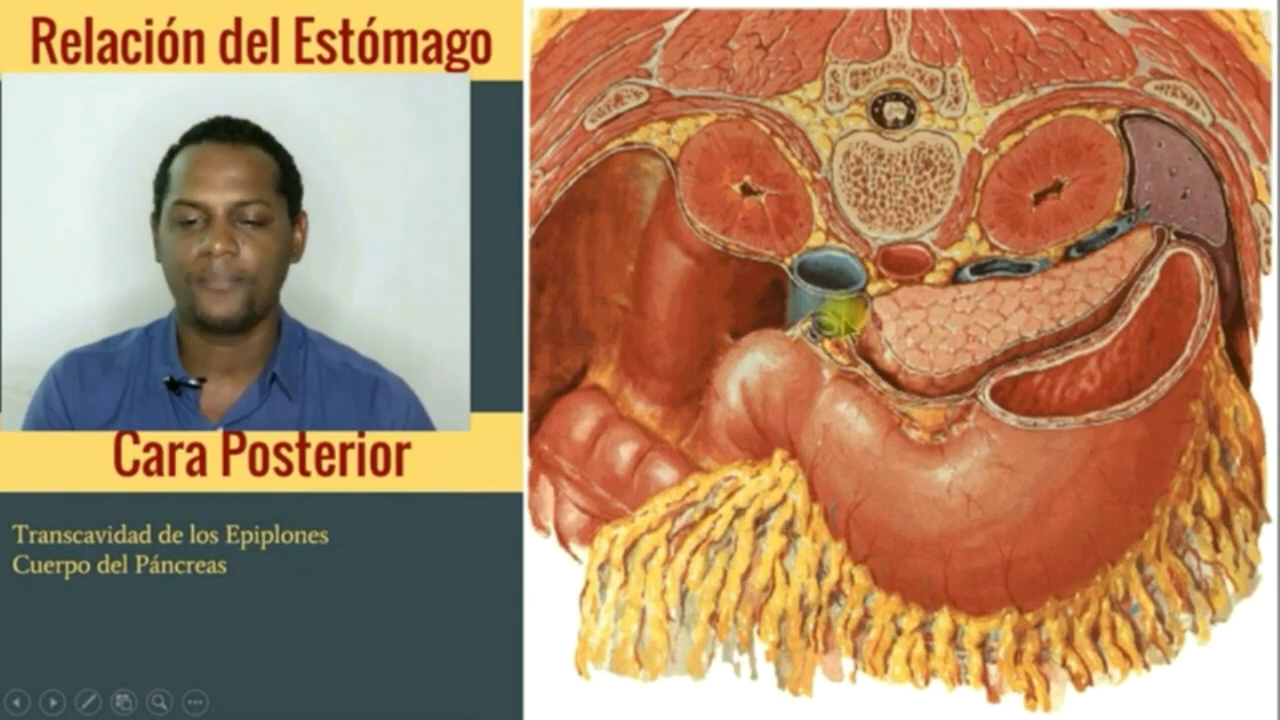 Relación del Estómago
Cara Posterior
Transcavidad de los Epiplones
Cuerpo del Páncreas